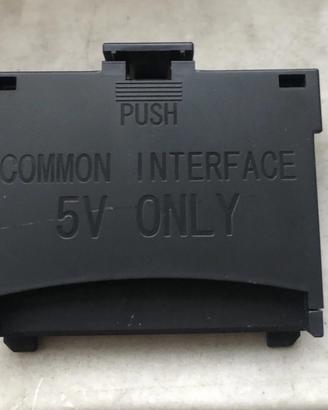 PUSH
COMMON INTERFACE
5V ONLY